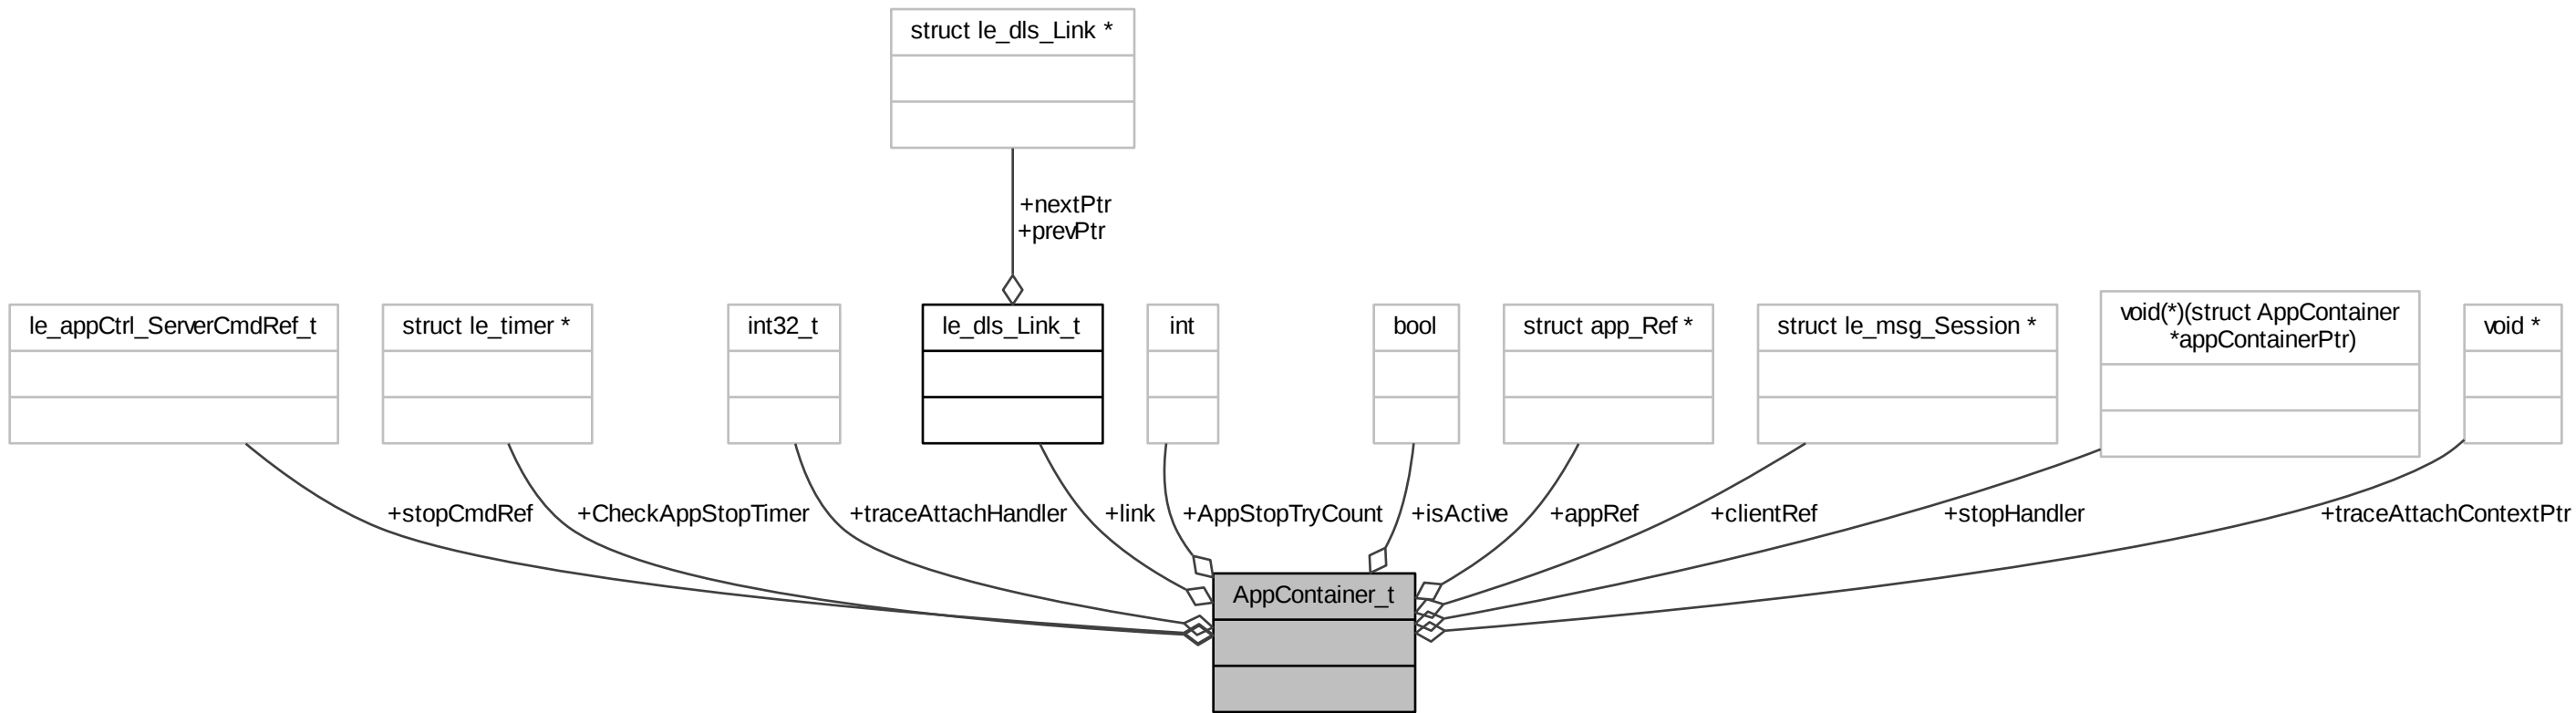 struct le_dls_Link *
+nextPtr
+prevPtr
le_appCtrl_ServerCmdRef_t
struct le_timer *
int32_t
le_dls_Link_t
int
bool
struct app_Ref *
struct le_msg_Session *
void(*)(struct AppContainer
*appContainerPtr)
void *
+stopCmdRef
+CheckAppStopTimer
+traceAttachHandler
+link
+AppStopTryCount
+isActive
+appRef
+clientRef
+stopHandler
+traceAttachContextPtr
AppContainer_t